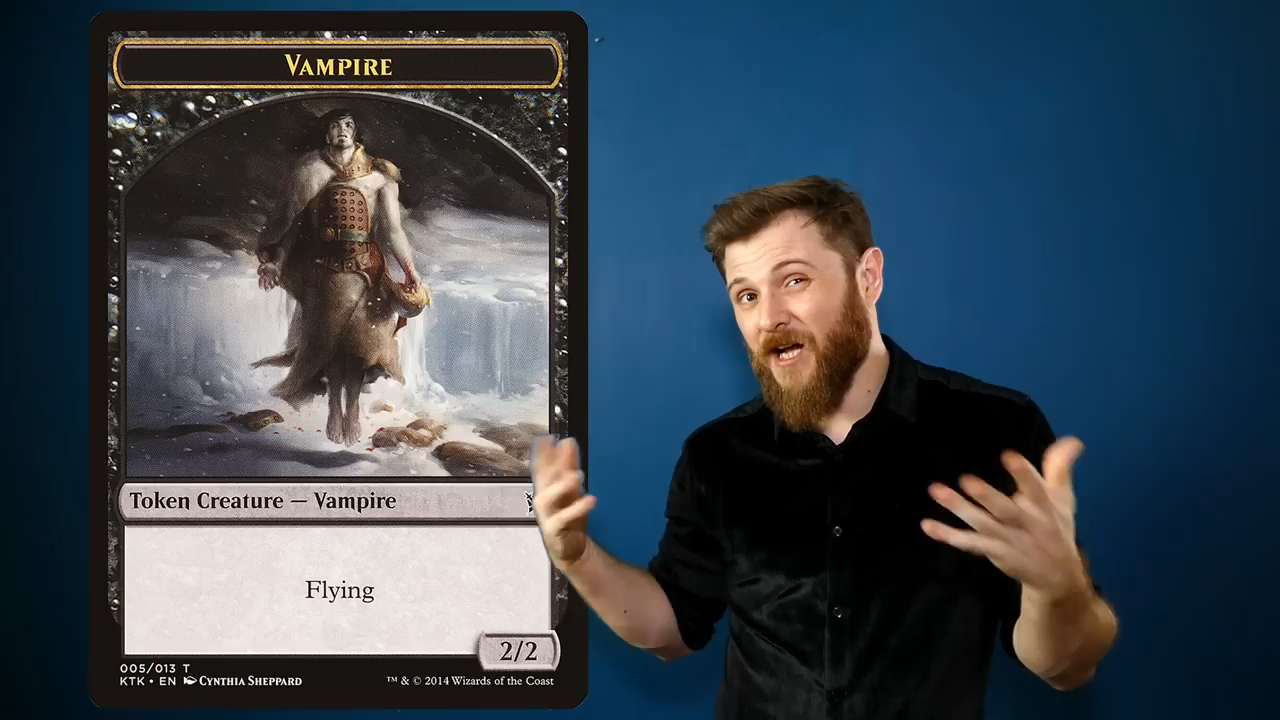 VAMPIRE
Token Creature — Vampire
Flying
2/2
005/013 T
KTK • EN CYNTHIA SHEPPARD
™ & © 2014 Wizards of the Coast